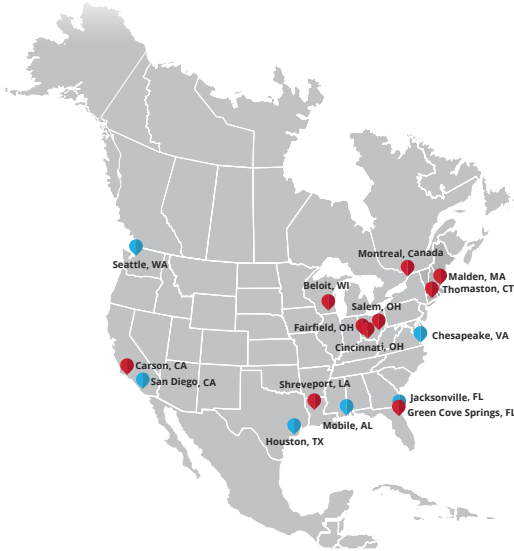 Montreal, Canada
Seattle, WA
Malden, MA
Beloit, WI
Thomaston, CT
Salem, OH
Fairfield, OH
Chesapeake, VA
Cincinnati, OH
Carson, CA
San Diego, CA
Shreveport, LA
Jacksonville, FL
Green Cove Springs, FL
Mobile, AL
Houston, TX